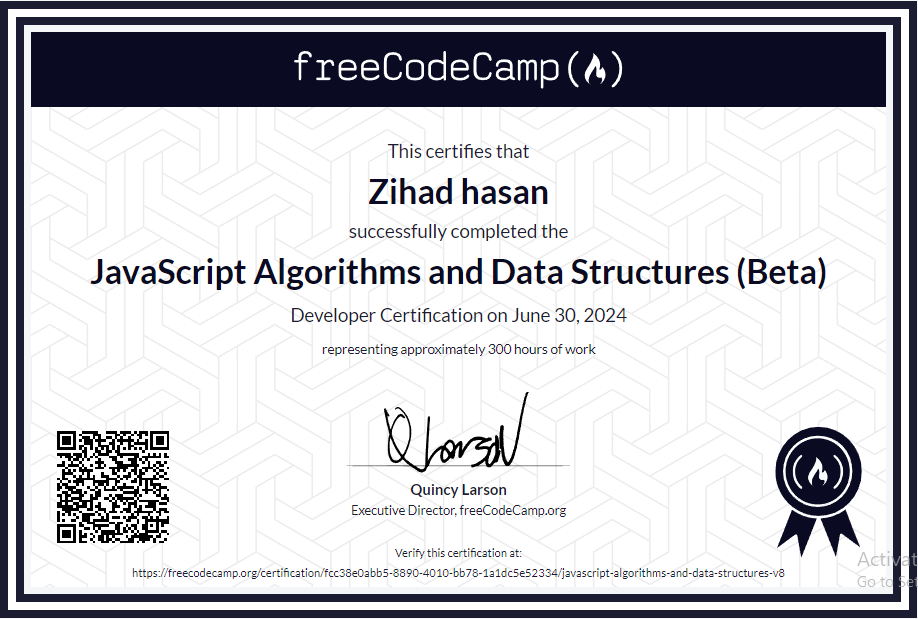 freeCodeCamp(🔥)
This certifies that
Zihad hasan
successfully completed the
JavaScript Algorithms and Data Structures (Beta)
Developer Certification on June 30, 2024
representing approximately 300 hours of work
Quincy Larson
Executive Director, freeCodeCamp.org
Verify this certification at:
https://freecodecamp.org/certification/fcc38e0abb5-8890-4010-bb78-1a1dc5e52334/javascript-algorithms-and-data-structures-v8
Activat
Go to Set